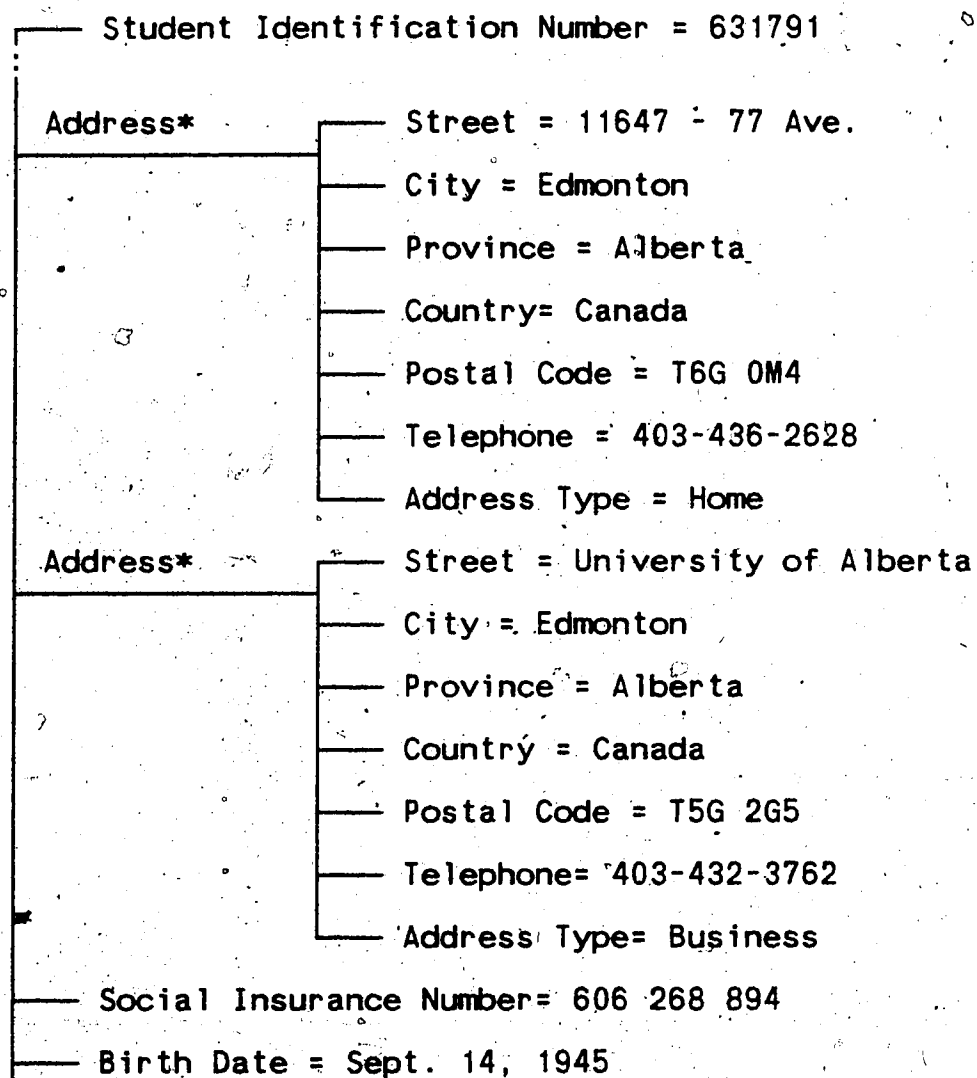 Student Identification Number = 631791
Address*
Street = 11647 - 77 Ave.
City = Edmonton
Province = Alberta
Country= Canada
Postal Code = T6G 0M4
Telephone = 403-436-2628
Address Type = Home
Address*
Street = University of Alberta
City = Edmonton
Province = Alberta
Country = Canada
Postal Code = T5G 2G5
Telephone= 403-432-3762
Address Type= Business
Social Insurance Number= 606 268 894
Birth Date = Sept. 14, 1945